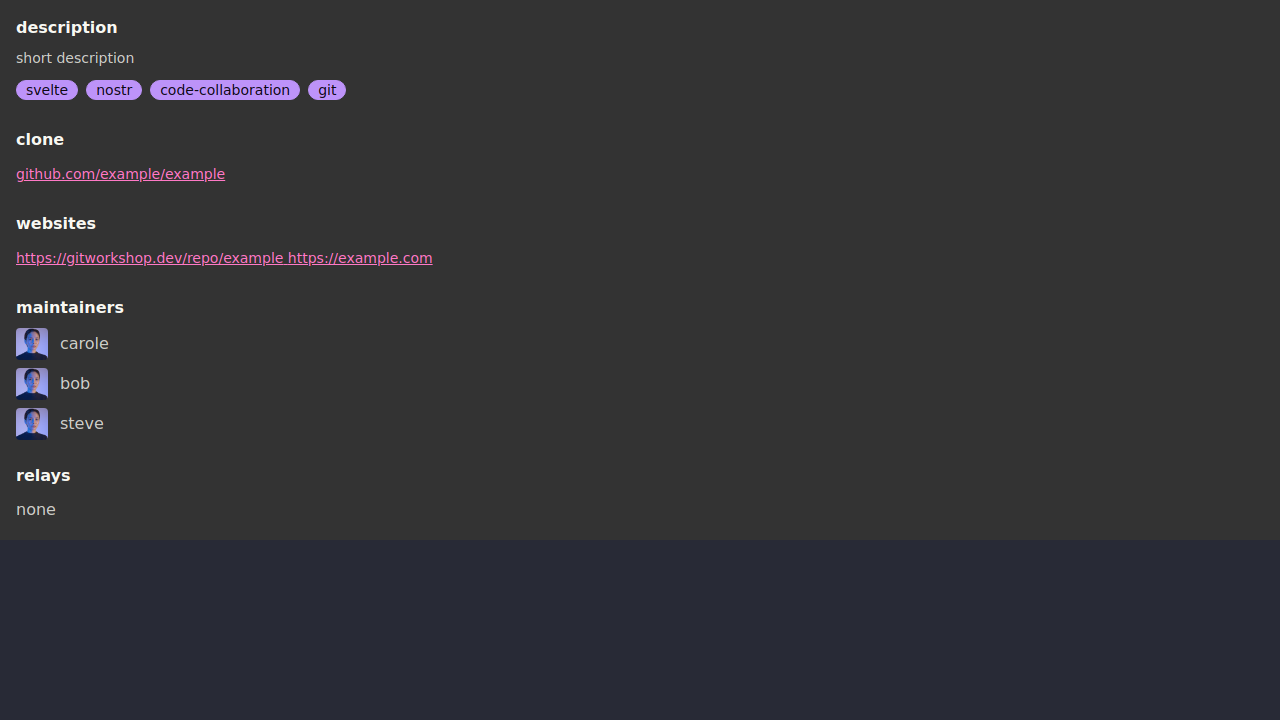 description
short description
svelte nostr code-collaboration git
clone
github.com/example/example
websites
https://gitworkshop.dev/repo/example https://example.com
maintainers
carole
bob
steve
relays
none